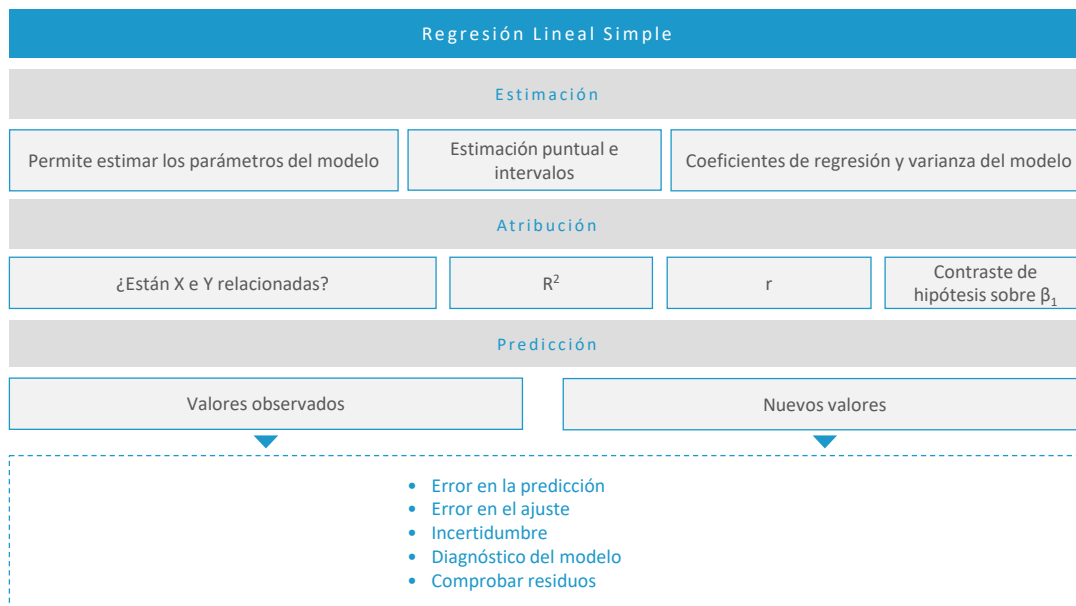 Regresión Lineal Simple
Estimación
Permite estimar los parámetros del modelo
Estimación puntual e
intervalos
Coeficientes de regresión y varianza del modelo
Atribución
¿Están X e Y relacionadas?
R²
r
Contraste de
hipótesis sobre β₁
Predicción
Valores observados
Nuevos valores
• Error en la predicción
• Error en el ajuste
• Incertidumbre
• Diagnóstico del modelo
• Comprobar residuos